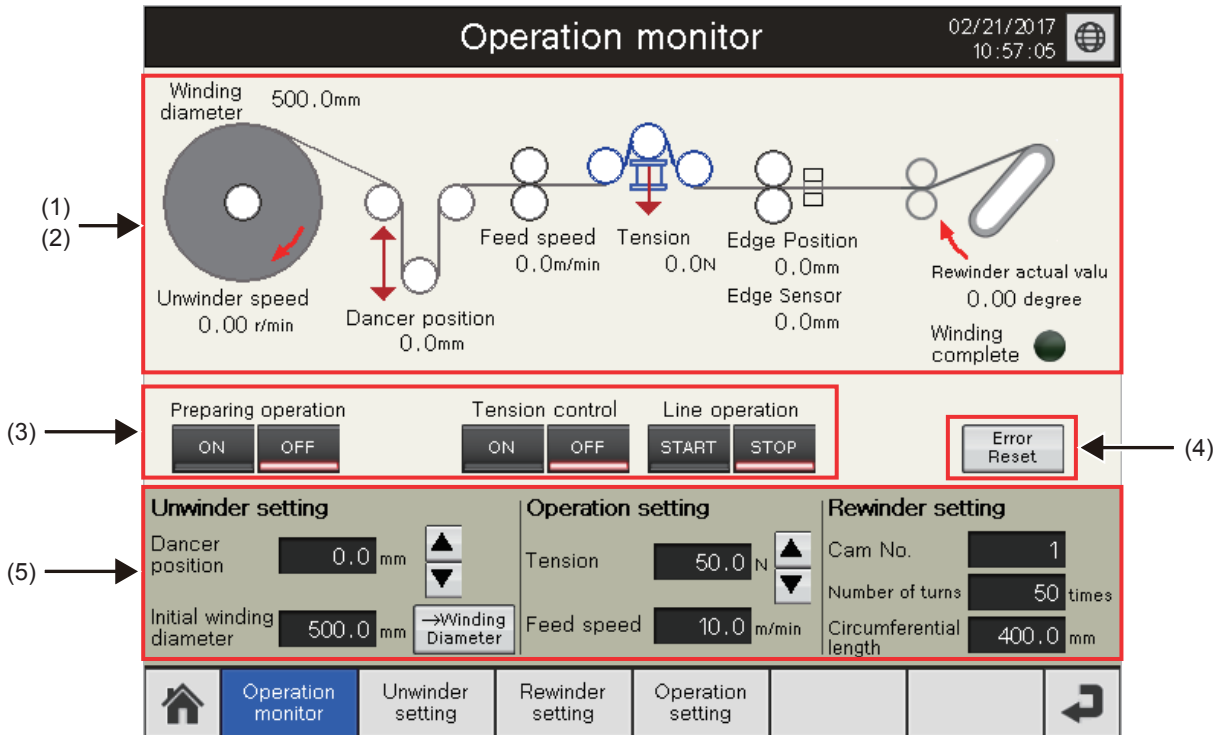 Operation monitor
02/21/2017
10:57:05
Winding
diameter
500.0mm
(1)
(2)
Unwinder speed
0.00 r/min
Dancer position
0.0mm
Feed speed
0.0m/min
Tension
0.0N
Edge Position
0.0mm
Edge Sensor
0.0mm
Rewinder actual valu
0.00 degree
Winding
complete
(3)
Preparing operation
ON OFF
Tension control
ON OFF
Line operation
START STOP
Error
Reset
(4)
(5)
Unwinder setting
Dancer
position
0.0 mm
▲
▼
Initial winding
diameter
500.0 mm
→Winding
Diameter
Operation setting
Tension
50.0 N
▲
▼
Feed speed
10.0 m/min
Rewinder setting
Cam No.
1
Number of turns
50 times
Circumferential
length
400.0 mm
Operation
monitor
Unwinder
setting
Rewinder
setting
Operation
setting